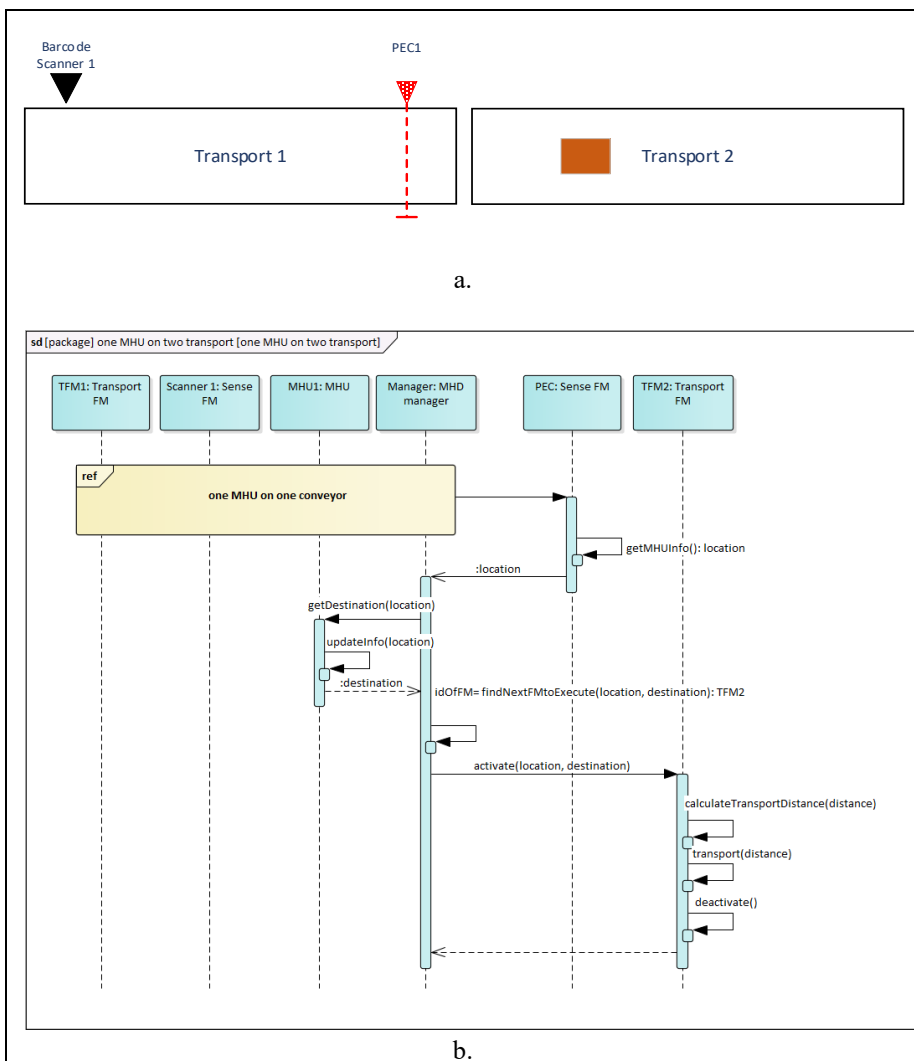 Barcode
Scanner 1
PEC1
Transport 1
Transport 2
a.
sd [package] one MHU on two transport [one MHU on two transport]
TFM1: Transport
FM
Scanner 1: Sense
FM
MHU1: MHU
Manager: MHD
manager
PEC: Sense FM
TFM2: Transport
FM
ref
one MHU on one conveyor
getMHUInfo(): location
:location
getDestination(location)
updateInfo(location)
:destination
idOfFM= findNextFMtoExecute(location, destination): TFM2
activate(location, destination)
calculateTransportDistance(distance)
transport(distance)
deactivate()
b.